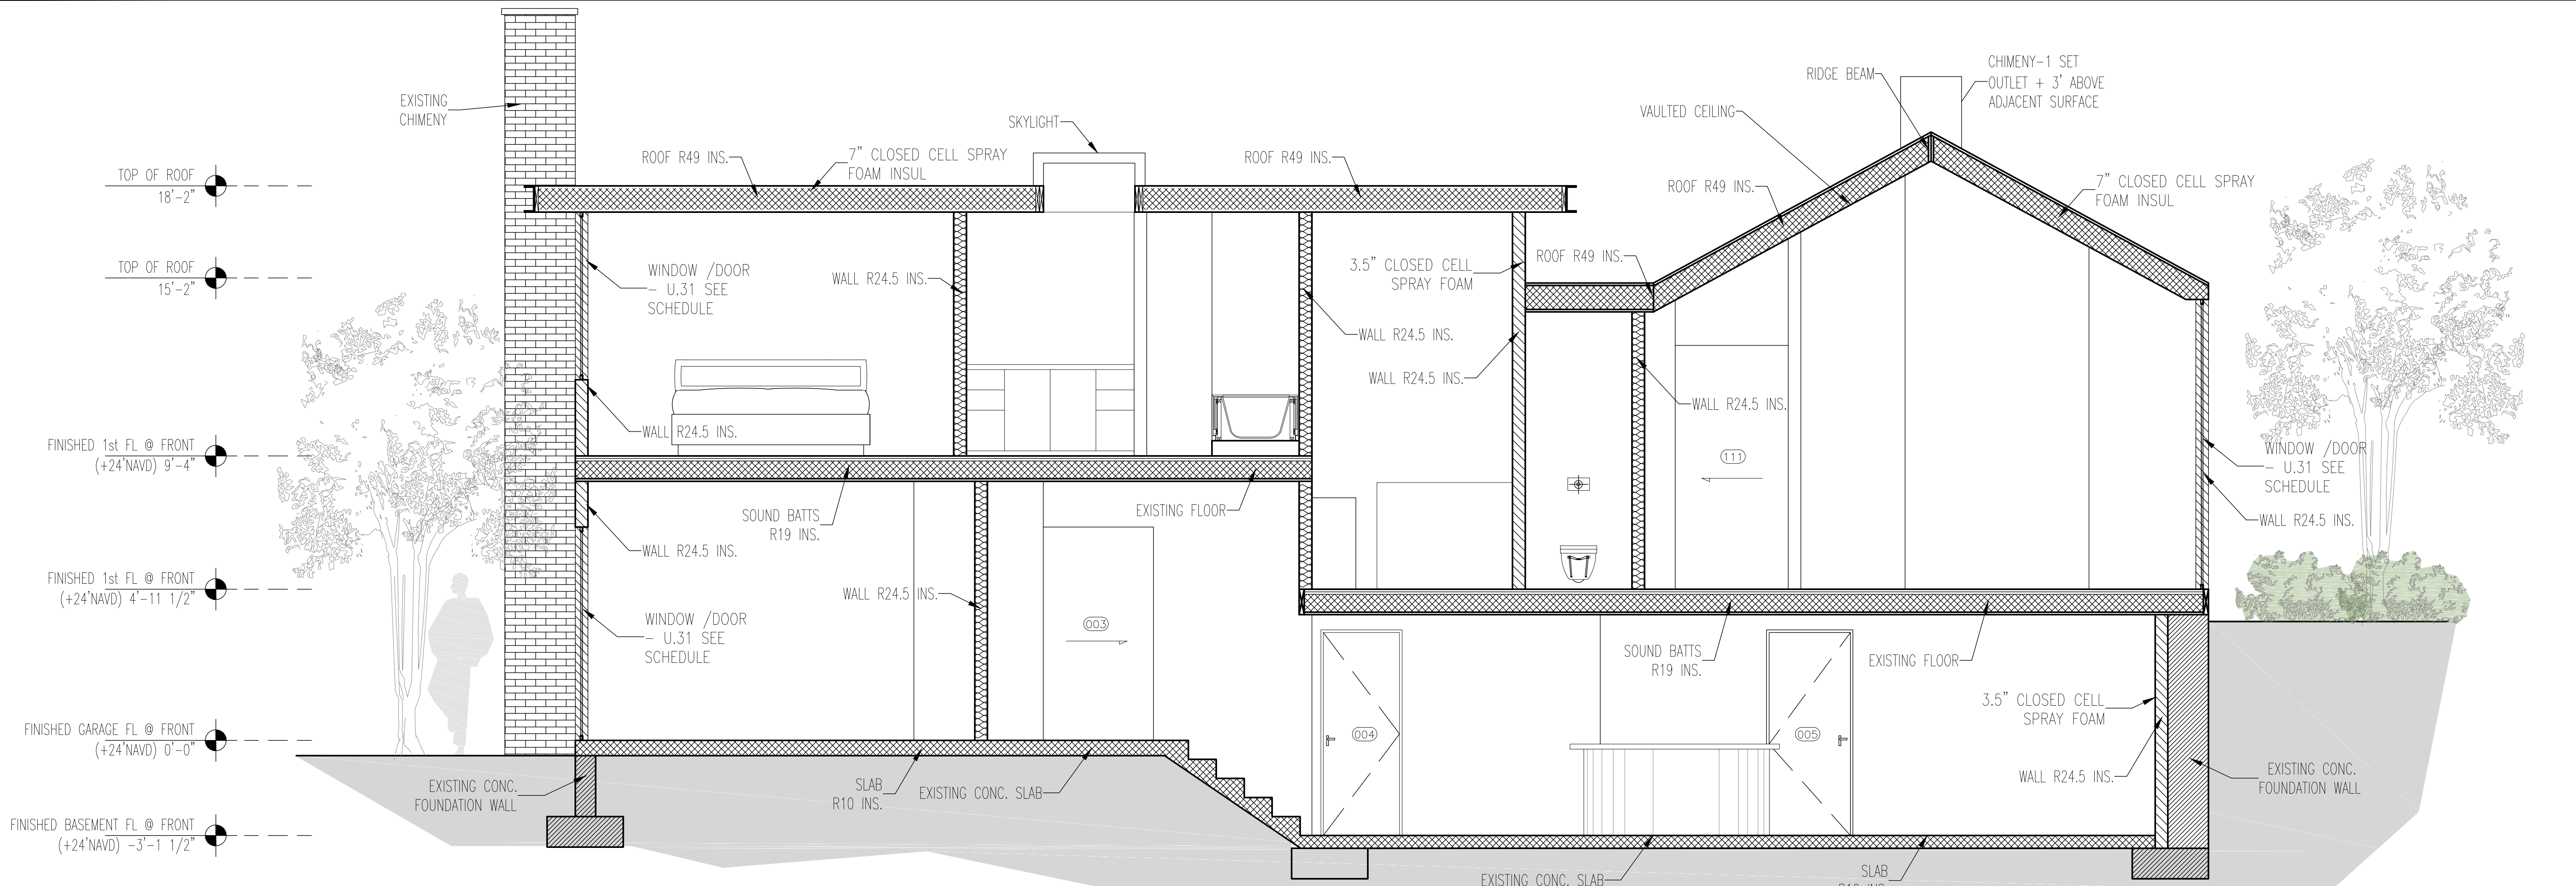 CHIMENY-1 SET
OUTLET + 3' ABOVE
ADJACENT SURFACE
RIDGE BEAM
EXISTING
CHIMENY
VAULTED CEILING
SKYLIGHT
ROOF R49 INS.
7" CLOSED CELL SPRAY
FOAM INSUL
ROOF R49 INS.
TOP OF ROOF
18'-2"
ROOF R49 INS.
7" CLOSED CELL SPRAY
FOAM INSUL
TOP OF ROOF
15'-2"
WINDOW /DOOR
- U.31 SEE
SCHEDULE
WALL R24.5 INS.
3.5" CLOSED CELL
SPRAY FOAM
ROOF R49 INS.
WALL R24.5 INS.
WALL R24.5 INS.
WALL R24.5 INS.
WALL R24.5 INS.
FINISHED 1st FL @ FRONT
(+24'NAVD) 9'-4"
111
WINDOW /DOOR
- U.31 SEE
SCHEDULE
SOUND BATTS
R19 INS.
EXISTING FLOOR
WALL R24.5 INS.
WALL R24.5 INS.
FINISHED 1st FL @ FRONT
(+24'NAVD) 4'-11 1/2"
WALL R24.5 INS.
WINDOW /DOOR
- U.31 SEE
SCHEDULE
003
SOUND BATTS
R19 INS.
EXISTING FLOOR
3.5" CLOSED CELL
SPRAY FOAM
FINISHED GARAGE FL @ FRONT
(+24'NAVD) 0'-0"
004
005
EXISTING CONC.
FOUNDATION WALL
SLAB
R10 INS.
EXISTING CONC. SLAB
WALL R24.5 INS.
EXISTING CONC.
FOUNDATION WALL
FINISHED BASEMENT FL @ FRONT
(+24'NAVD) -3'-1 1/2"
EXISTING CONC. SLAB
SLAB